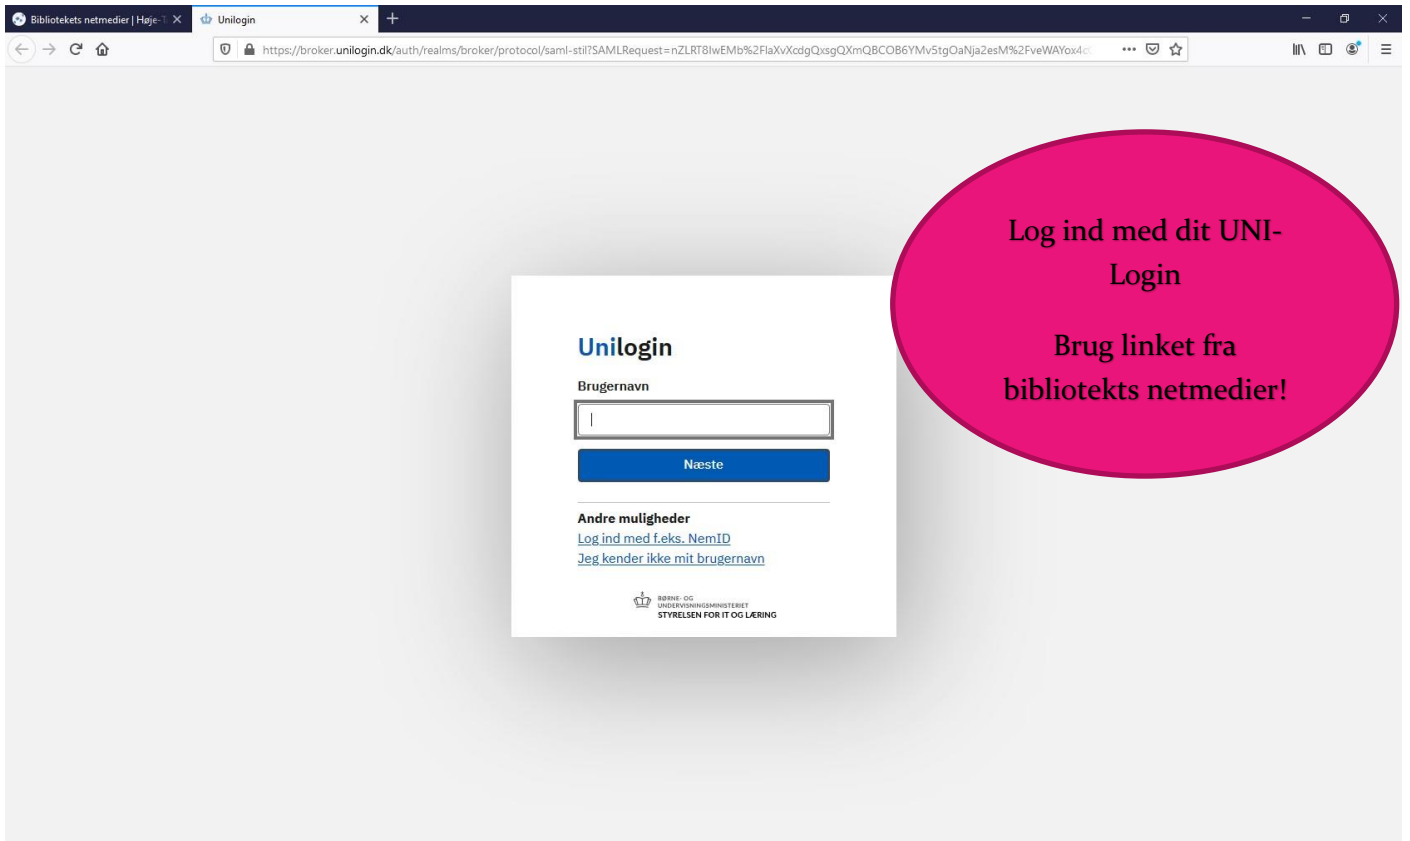 Bibliotekets netmedier | Høje-T
Unilogin
https://broker.unilogin.dk/auth/realms/broker/protocol/saml-stil?SAMLRequest=nZLRT8IwEMb%2FlaXvXcdgQxsgQXmQBCOB6YMv5tgOaNja2esM%2FveWAYox4c
Log ind med dit UNI-
Login
Brug linket fra
bibliotekts netmedier!
Unilogin
Brugernavn
Næste
Andre muligheder
Log ind med f.eks. NemID
Jeg kender ikke mit brugernavn
BØRNE- OG
UNDERVISNINGSMINISTERIET
STYRELSEN FOR IT OG LÆRING